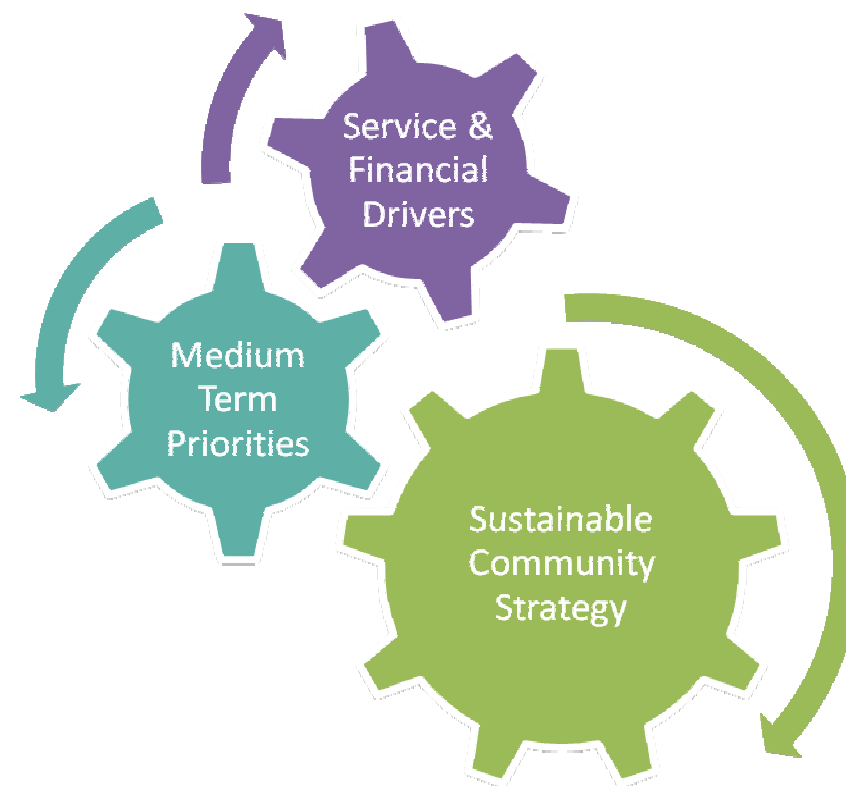 Service &
Financial
Drivers
Medium
Term
Priorities
Sustainable
Community
Strategy